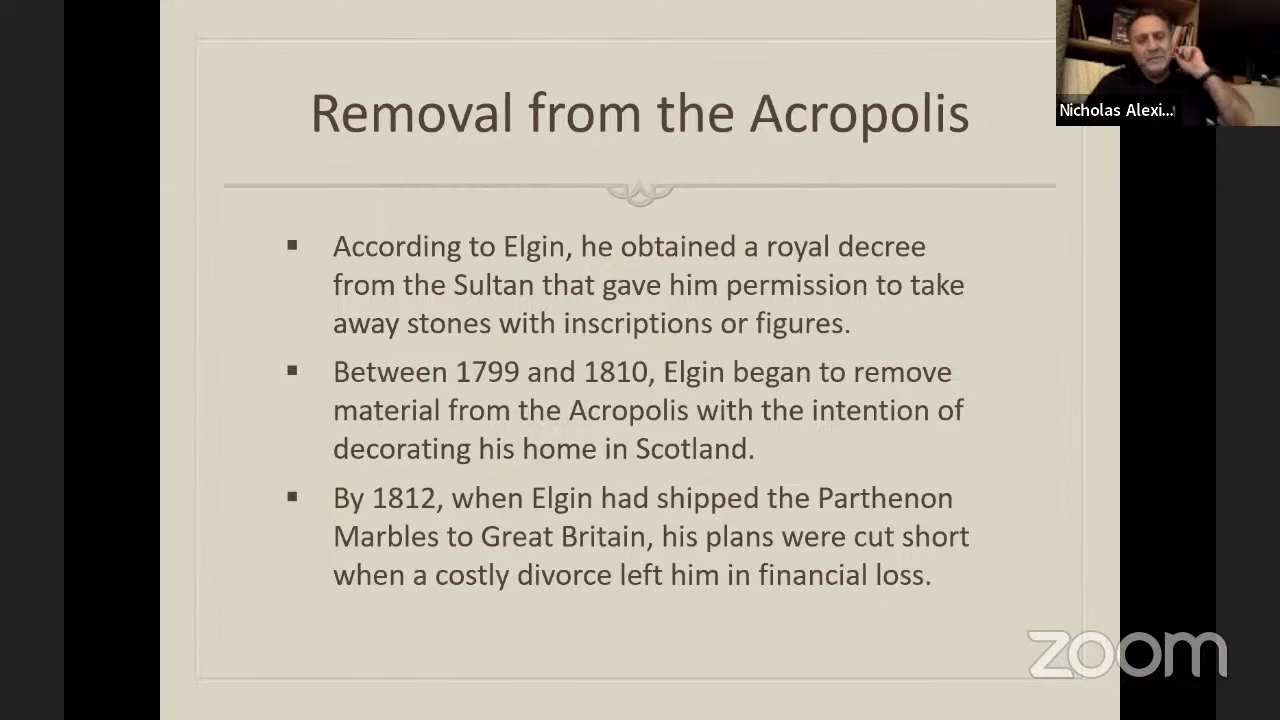 Removal from the Acropolis
Nicholas Alexi...
▪ According to Elgin, he obtained a royal decree
from the Sultan that gave him permission to take
away stones with inscriptions or figures.
▪ Between 1799 and 1810, Elgin began to remove
material from the Acropolis with the intention of
decorating his home in Scotland.
▪ By 1812, when Elgin had shipped the Parthenon
Marbles to Great Britain, his plans were cut short
when a costly divorce left him in financial loss.
zoom